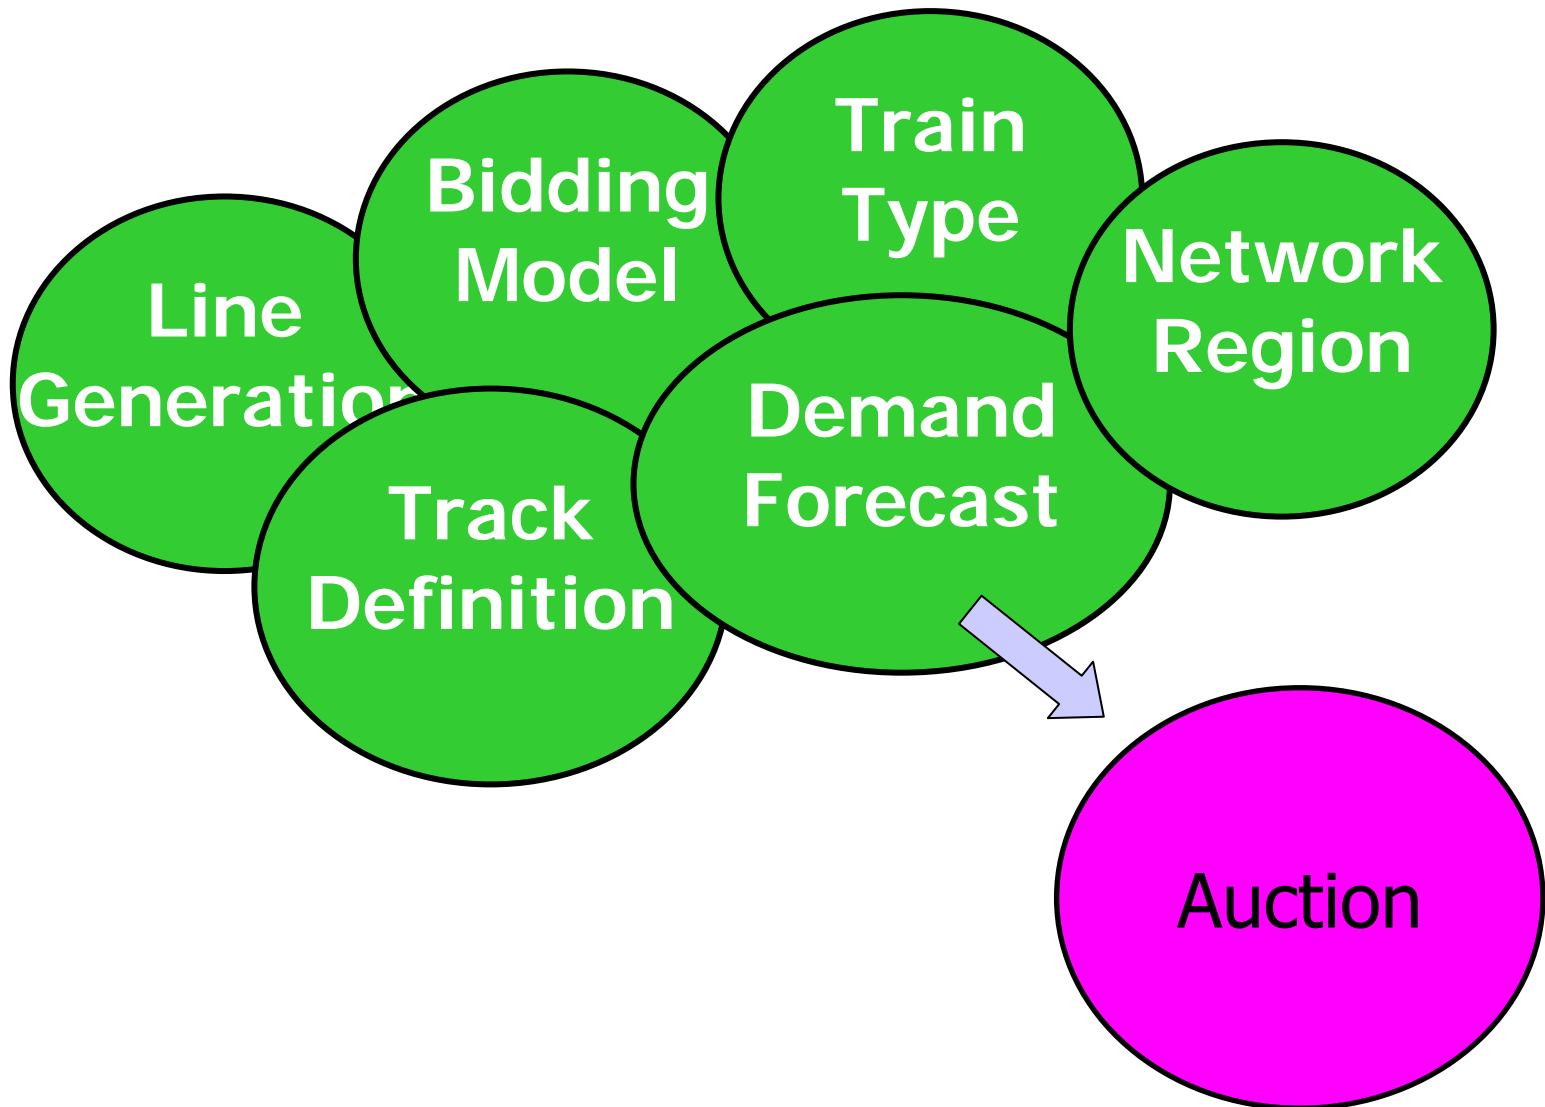 Line
Generation
Bidding
Model
Train
Type
Network
Region
Track
Definition
Demand
Forecast
Auction